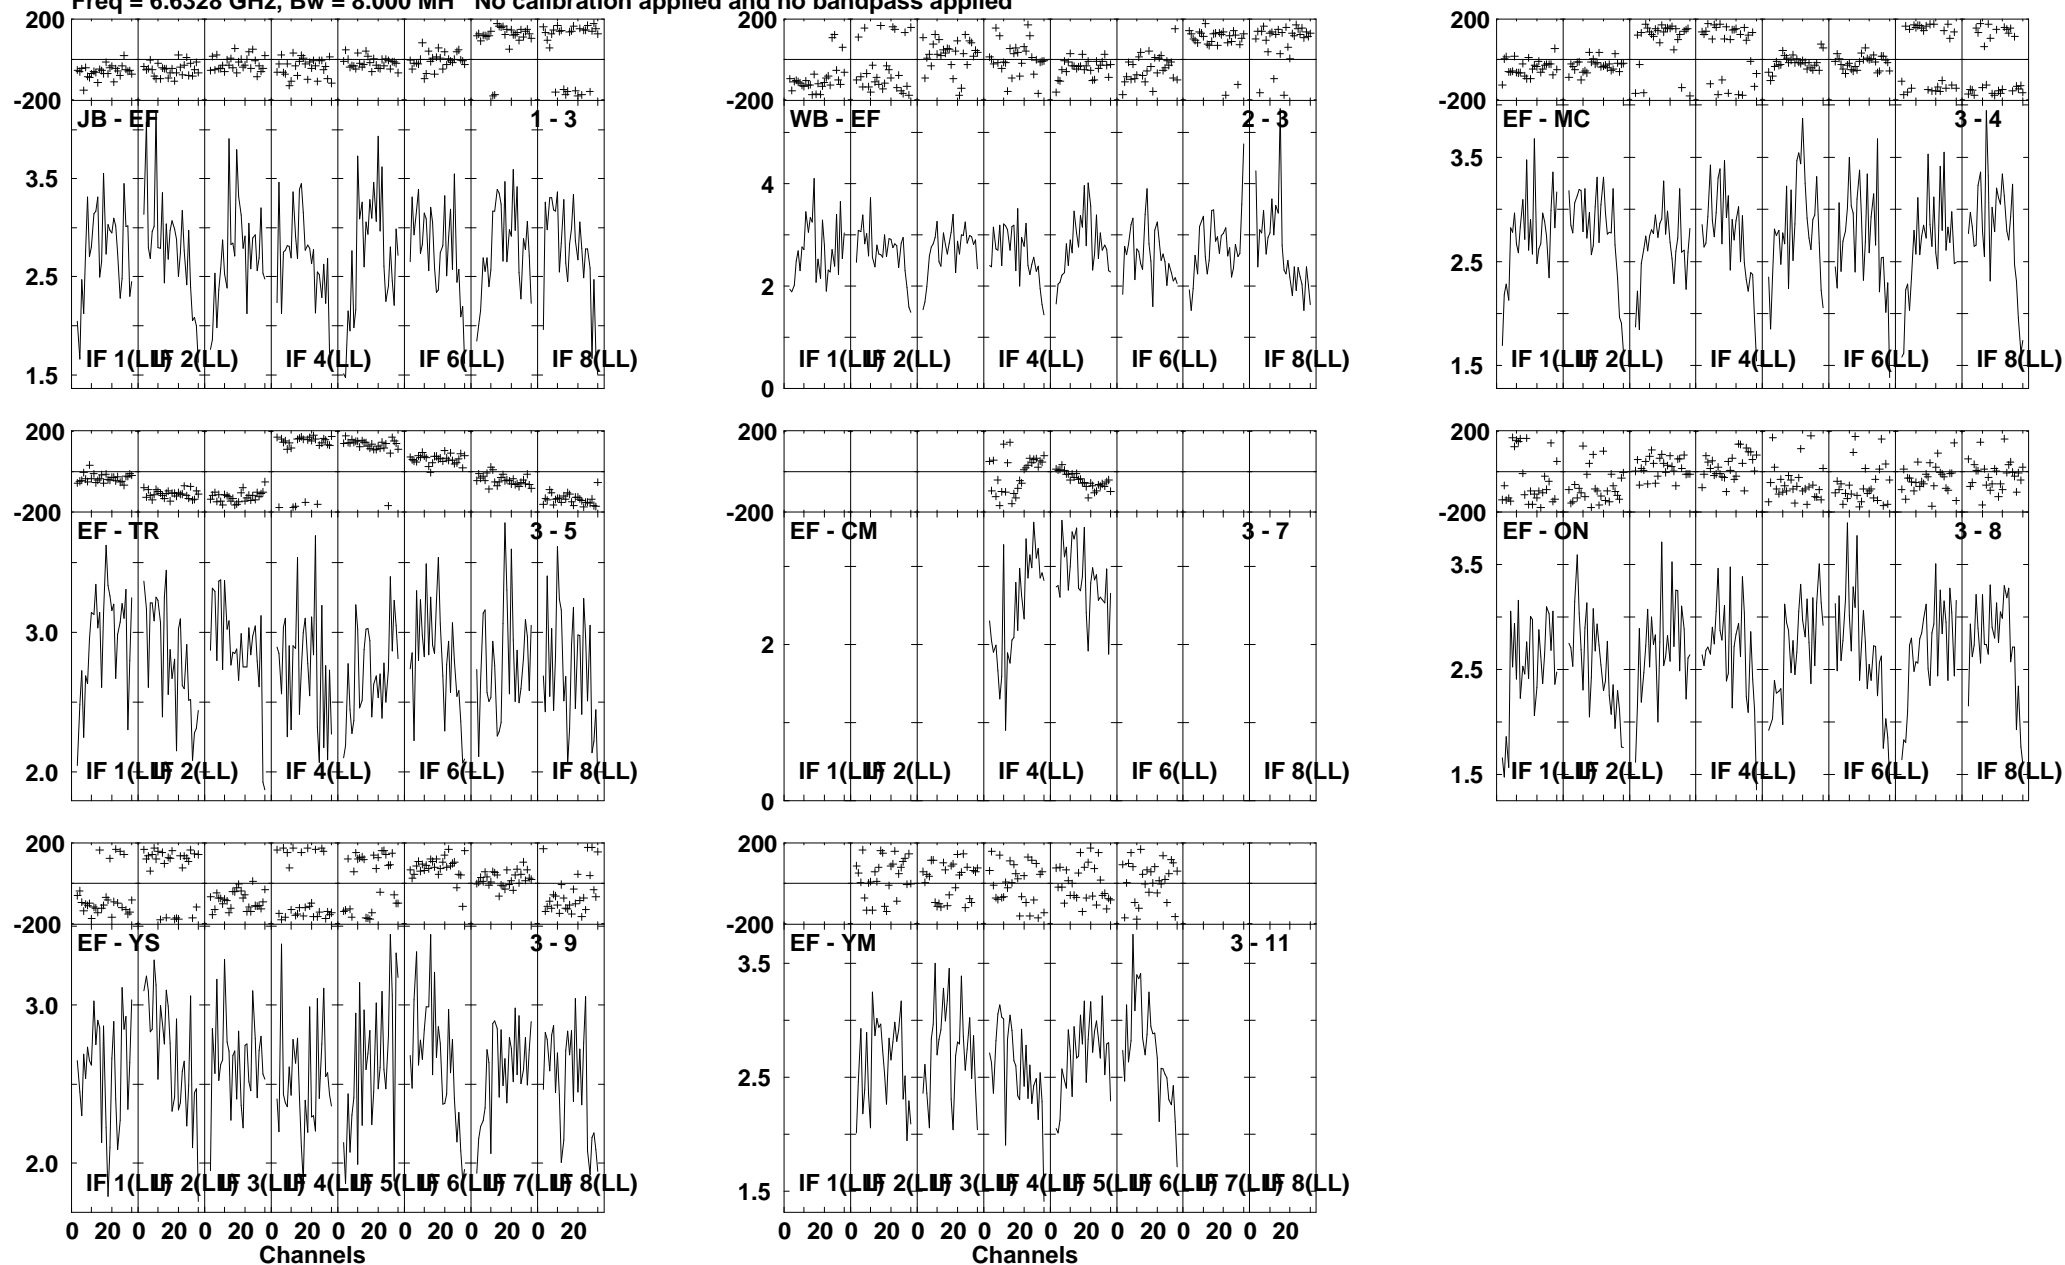 Freq = 6.6328 GHz, Bw = 8.000 MH No calibration applied and no bandpass applied
200
-200
JB - EF 1 - 3
3.5
2.5
1.5
IF 1(LL) IF 2(LL) IF 4(LL) IF 6(LL) IF 8(LL)
200
-200
WB - EF 2 - 3
4
2
0
IF 1(LL) IF 2(LL) IF 4(LL) IF 6(LL) IF 8(LL)
200
-200
EF - MC 3 - 4
3.5
2.5
1.5
IF 1(LL) IF 2(LL) IF 4(LL) IF 6(LL) IF 8(LL)
200
-200
EF - TR 3 - 5
3.0
2.0
IF 1(LL) IF 2(LL) IF 4(LL) IF 6(LL) IF 8(LL)
200
-200
EF - CM 3 - 7
2
0
IF 1(LL) IF 2(LL) IF 4(LL) IF 6(LL) IF 8(LL)
200
-200
EF - ON 3 - 8
3.5
2.5
1.5
IF 1(LL) IF 2(LL) IF 4(LL) IF 6(LL) IF 8(LL)
200
-200
EF - YS 3 - 9
3.0
2.0
IF 1(LL) IF 2(LL) IF 3(LL) IF 4(LL) IF 5(LL) IF 6(LL) IF 7(LL) IF 8(LL)
0 20 0 20 0 20 0 20 0 20 0 20 0 20 0 20
Channels
200
-200
EF - YM 3 - 11
3.5
2.5
1.5
IF 1(LL) IF 2(LL) IF 3(LL) IF 4(LL) IF 5(LL) IF 6(LL) IF 7(LL) IF 8(LL)
0 20 0 20 0 20 0 20 0 20 0 20 0 20 0 20
Channels